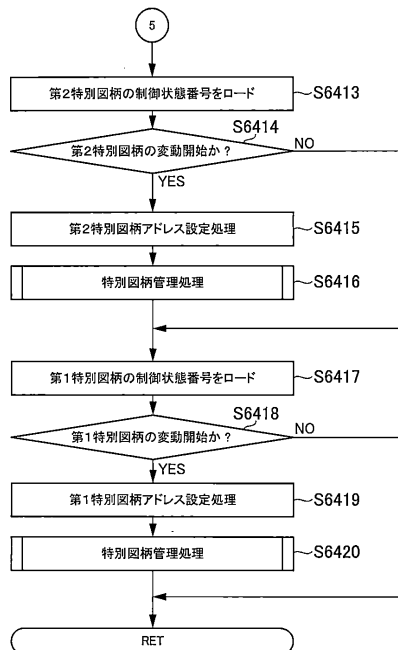 5
第2特別図柄の制御状態番号をロード
S6413
S6414
第2特別図柄の変動開始か？
NO
YES
第2特別図柄アドレス設定処理
S6415
特別図柄管理処理
S6416
第1特別図柄の制御状態番号をロード
S6417
S6418
第1特別図柄の変動開始か？
NO
YES
第1特別図柄アドレス設定処理
S6419
特別図柄管理処理
S6420
RET